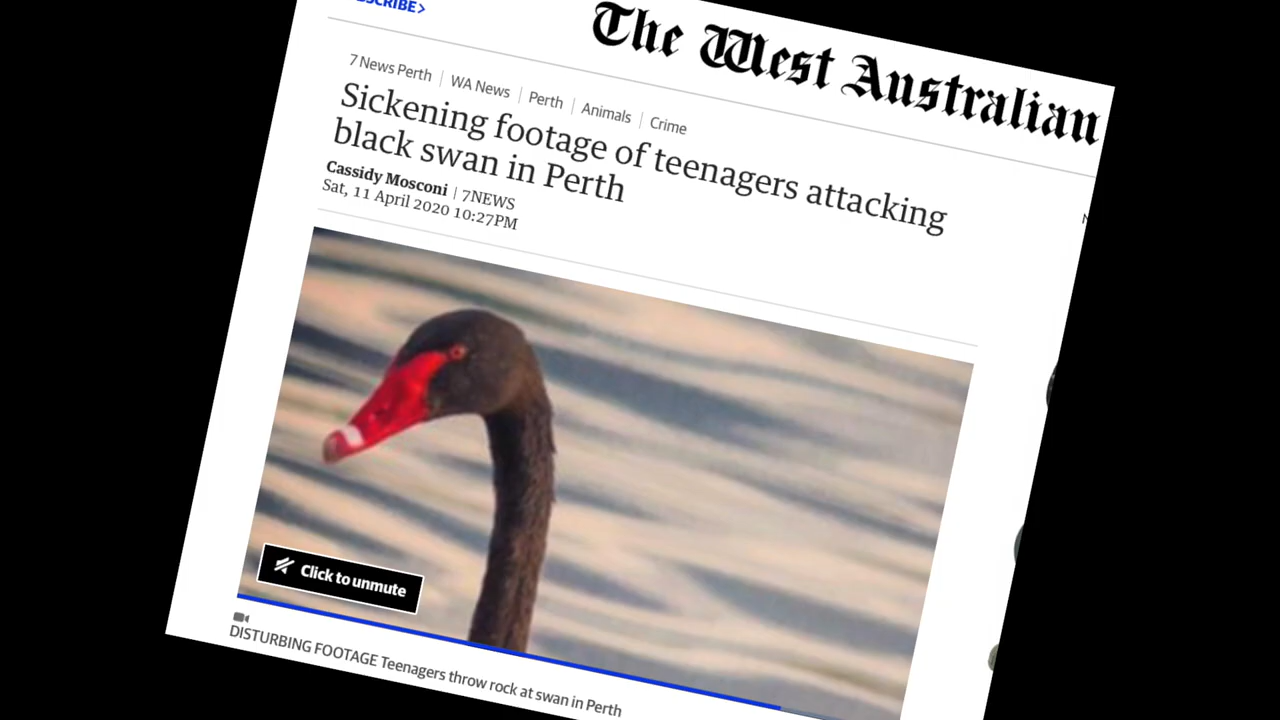 The West Australian
7 News Perth | WA News | Perth | Animals | Crime
Sickening footage of teenagers attacking
black swan in Perth
Cassidy Mosconi | 7NEWS
Sat, 11 April 2020 10:27PM
Click to unmute
DISTURBING FOOTAGE Teenagers throw rock at swan in Perth